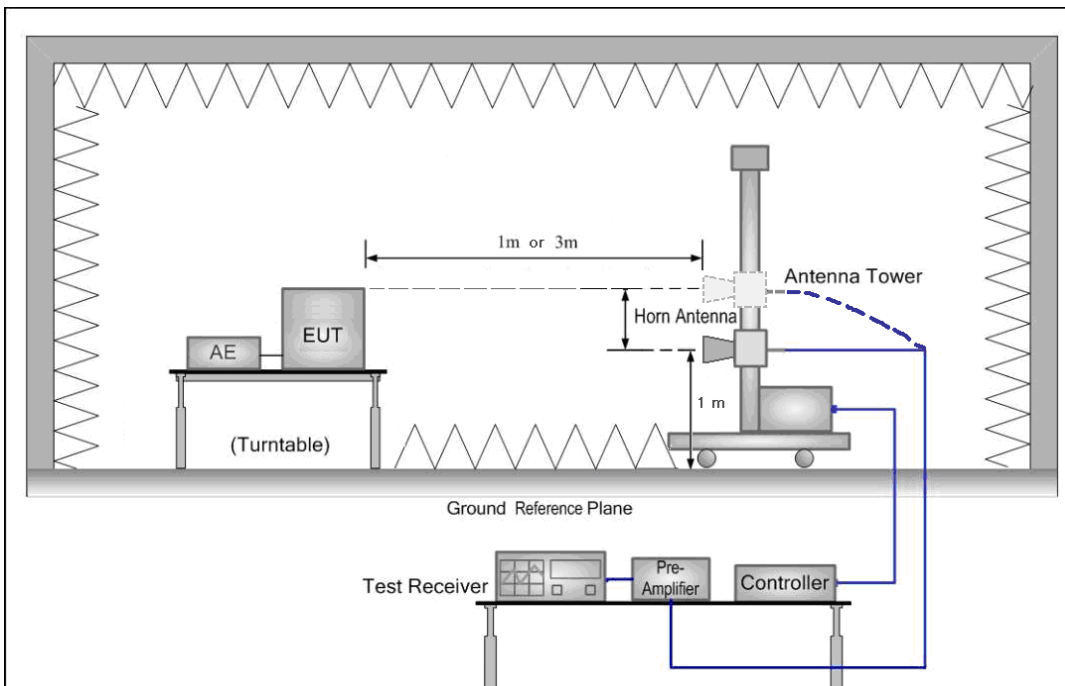 1m or 3m
Antenna Tower
Horn Antenna
EUT
AE
1 m
(Turntable)
Ground Reference Plane
Test Receiver
Pre-
Amplifier
Controller